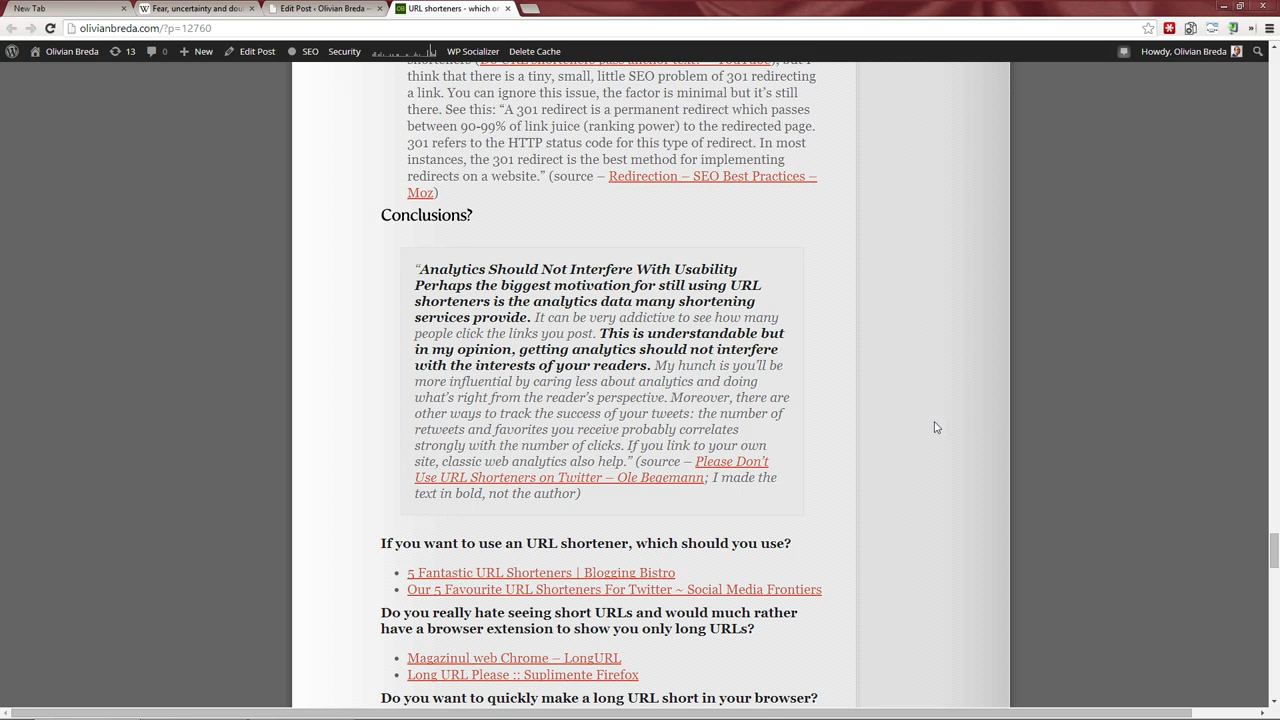 New Tab
Fear, uncertainty and dou
Edit Post ‹ Olivian Breda —
URL shorteners - which or
olivianbreda.com/?p=12760
Olivian Breda 13 0 New Edit Post SEO Security WP Socializer Delete Cache Howdy, Olivian Breda
shorteners (Do URL shorteners pass anchor text? – YouTube), but I
think that there is a tiny, small, little SEO problem of 301 redirecting
a link. You can ignore this issue, the factor is minimal but it's still
there. See this: “A 301 redirect is a permanent redirect which passes
between 90-99% of link juice (ranking power) to the redirected page.
301 refers to the HTTP status code for this type of redirect. In most
instances, the 301 redirect is the best method for implementing
redirects on a website.” (source – Redirection – SEO Best Practices –
Moz)
Conclusions?
“Analytics Should Not Interfere With Usability
Perhaps the biggest motivation for still using URL
shorteners is the analytics data many shortening
services provide. It can be very addictive to see how many
people click the links you post. This is understandable but
in my opinion, getting analytics should not interfere
with the interests of your readers. My hunch is you'll be
more influential by caring less about analytics and doing
what's right from the reader's perspective. Moreover, there are
other ways to track the success of your tweets: the number of
retweets and favorites you receive probably correlates
strongly with the number of clicks. If you link to your own
site, classic web analytics also help.” (source – Please Don't
Use URL Shorteners on Twitter – Ole Begemann; I made the
text in bold, not the author)
If you want to use an URL shortener, which should you use?
• 5 Fantastic URL Shorteners | Blogging Bistro
• Our 5 Favourite URL Shorteners For Twitter ~ Social Media Frontiers
Do you really hate seeing short URLs and would much rather
have a browser extension to show you only long URLs?
• Magazinul web Chrome – LongURL
• Long URL Please :: Suplimente Firefox
Do you want to quickly make a long URL short in your browser?